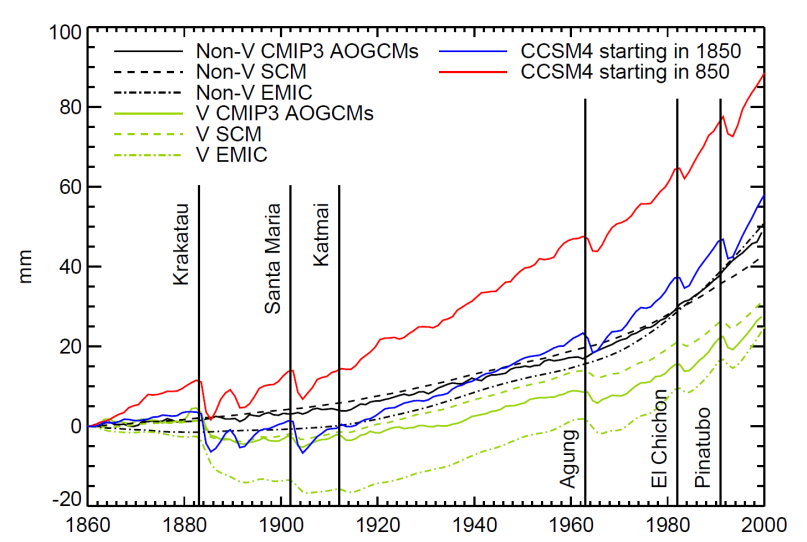 100
80
60
40
20
0
-20
mm
Non-V CMIP3 AOGCMs
Non-V SCM
Non-V EMIC
V CMIP3 AOGCMs
V SCM
V EMIC
CCSM4 starting in 1850
CCSM4 starting in 850
Krakatau
Santa Maria
Katmai
Agung
El Chichon
Pinatubo
1860 1880 1900 1920 1940 1960 1980 2000